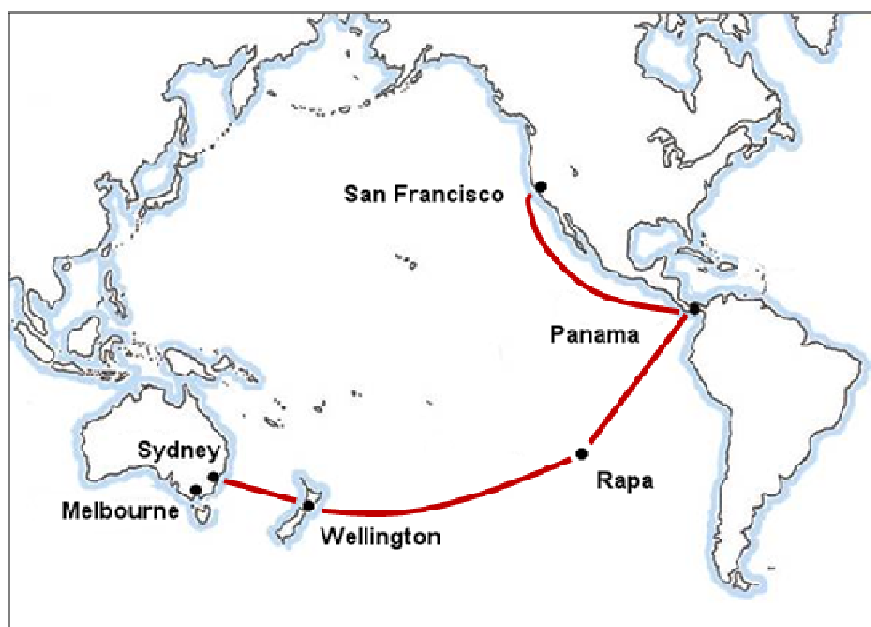 San Francisco
Panama
Sydney
Rapa
Melbourne
Wellington